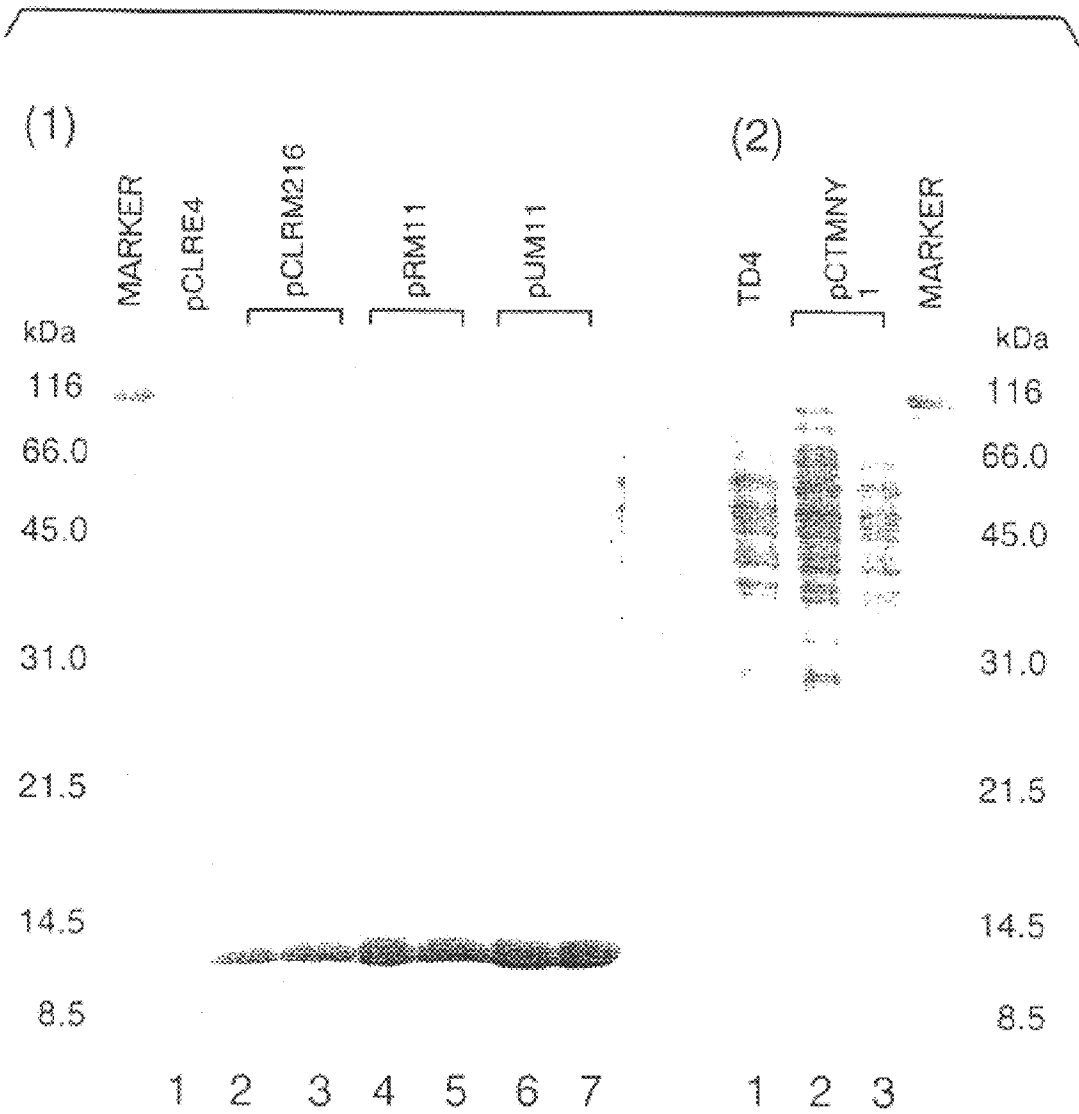 (1)
(2)
MARKER
pCLRE4
pCLRM216
pRM11
pUM11
TD4
pCTMNY
1
MARKER
kDa
116
66.0
45.0
31.0
21.5
14.5
8.5
kDa
116
66.0
45.0
31.0
21.5
14.5
8.5
1 2 3 4 5 6 7
1 2 3